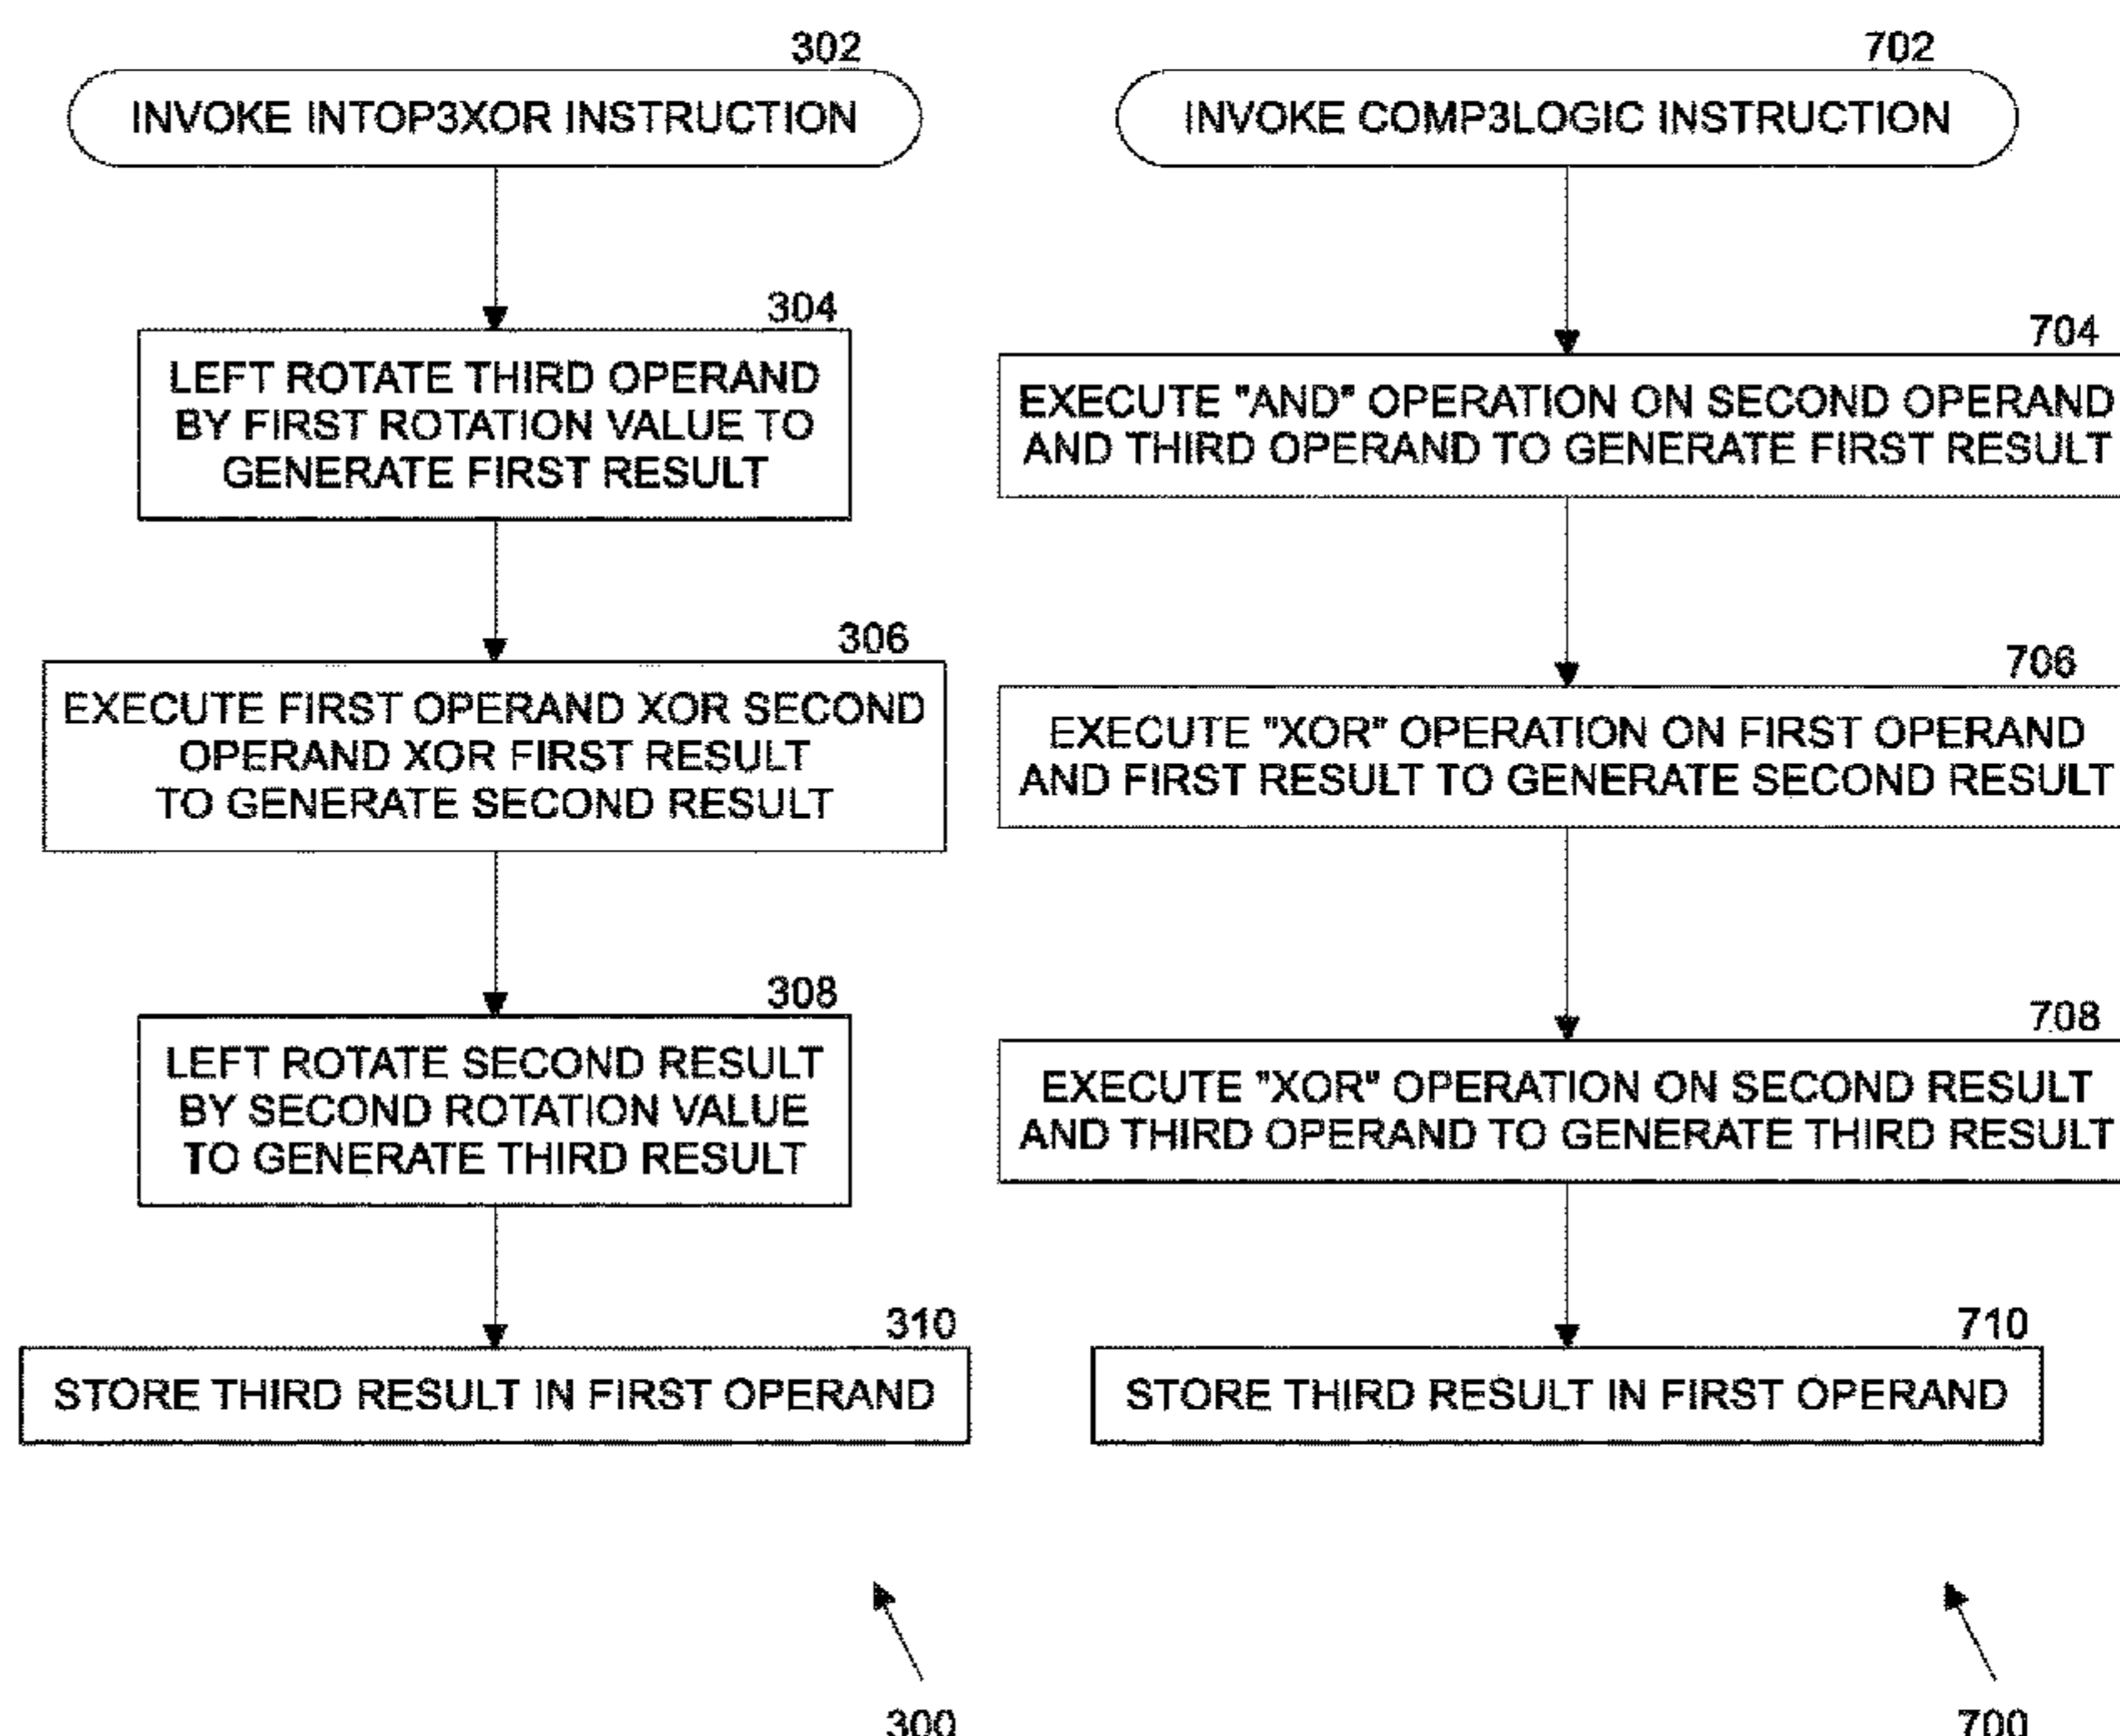 302
INVOKE INTOP3XOR INSTRUCTION
304
LEFT ROTATE THIRD OPERAND
BY FIRST ROTATION VALUE TO
GENERATE FIRST RESULT
306
EXECUTE FIRST OPERAND XOR SECOND
OPERAND XOR FIRST RESULT
TO GENERATE SECOND RESULT
308
LEFT ROTATE SECOND RESULT
BY SECOND ROTATION VALUE
TO GENERATE THIRD RESULT
310
STORE THIRD RESULT IN FIRST OPERAND
300
702
INVOKE COMP3LOGIC INSTRUCTION
704
EXECUTE "AND" OPERATION ON SECOND OPERAND
AND THIRD OPERAND TO GENERATE FIRST RESULT
706
EXECUTE "XOR" OPERATION ON FIRST OPERAND
AND FIRST RESULT TO GENERATE SECOND RESULT
708
EXECUTE "XOR" OPERATION ON SECOND RESULT
AND THIRD OPERAND TO GENERATE THIRD RESULT
710
STORE THIRD RESULT IN FIRST OPERAND
700